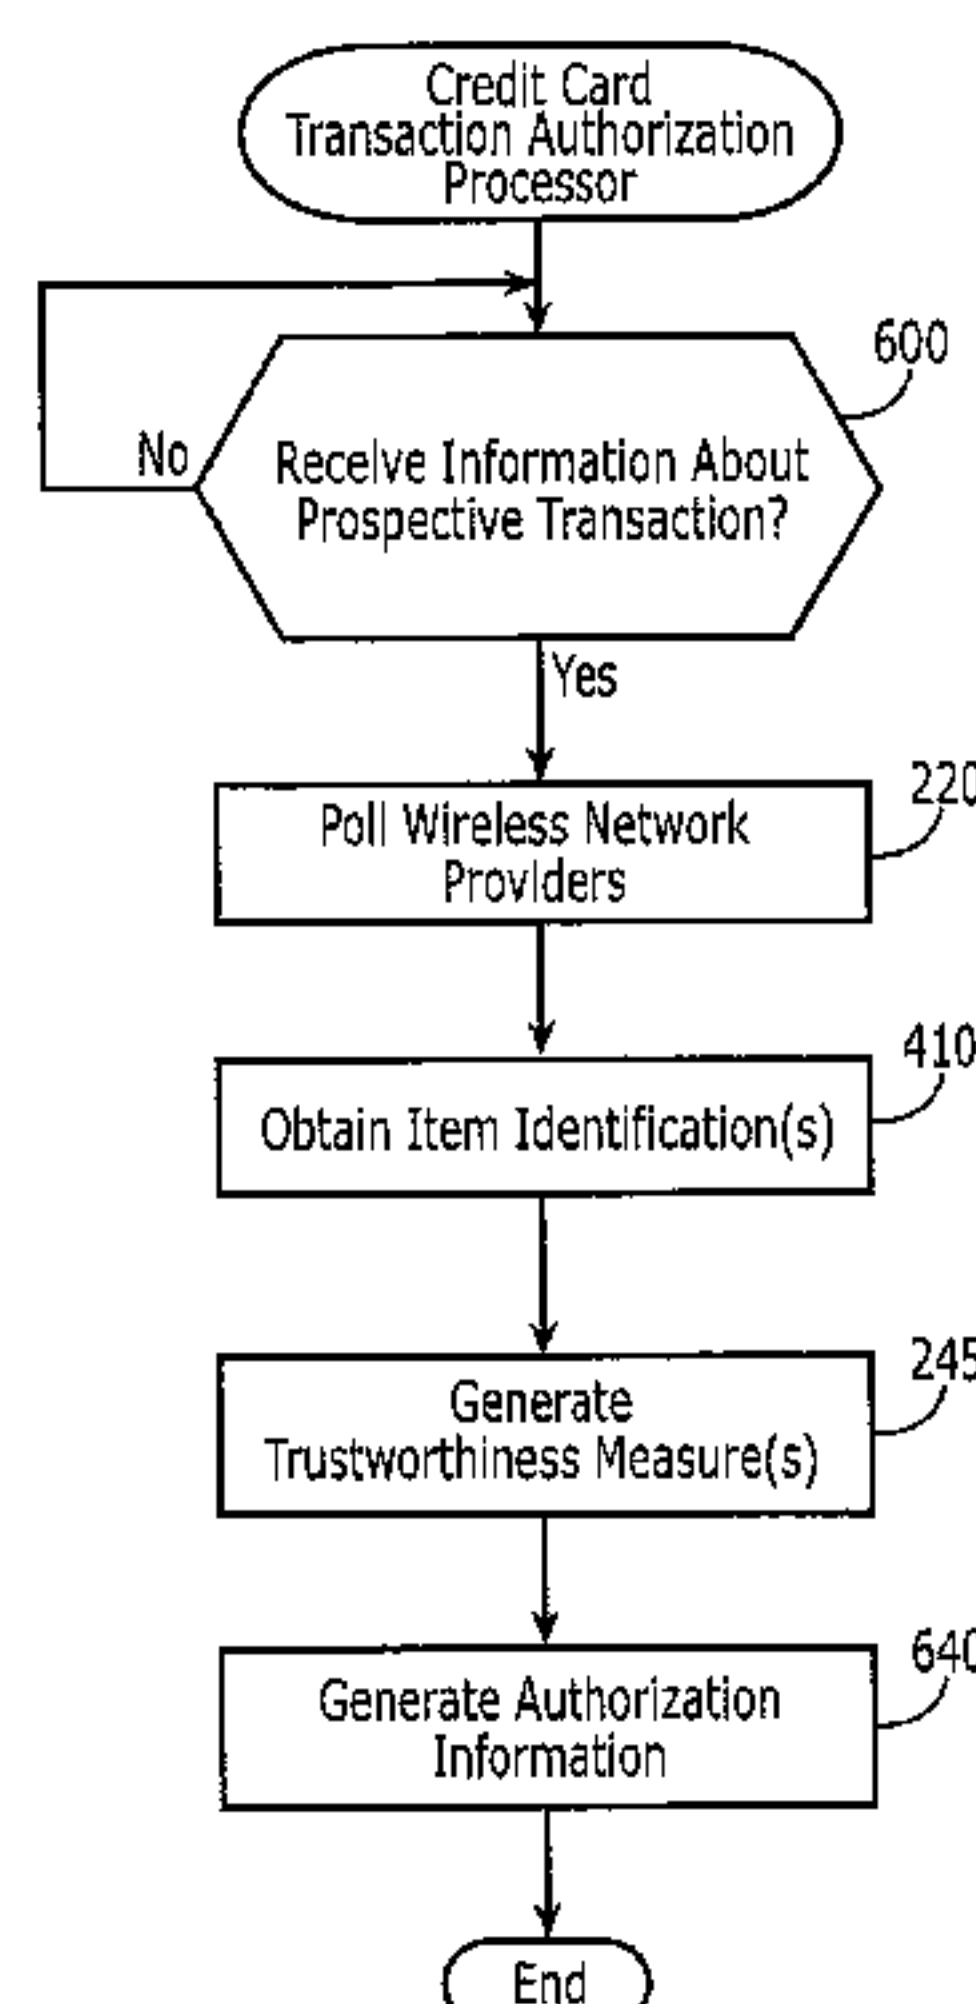 Credit Card
Transaction Authorization
Processor
600
No
Receive Information About
Prospective Transaction?
Yes
220
Poll Wireless Network
Providers
410
Obtain Item Identification(s)
245
Generate
Trustworthiness Measure(s)
640
Generate Authorization
Information
End